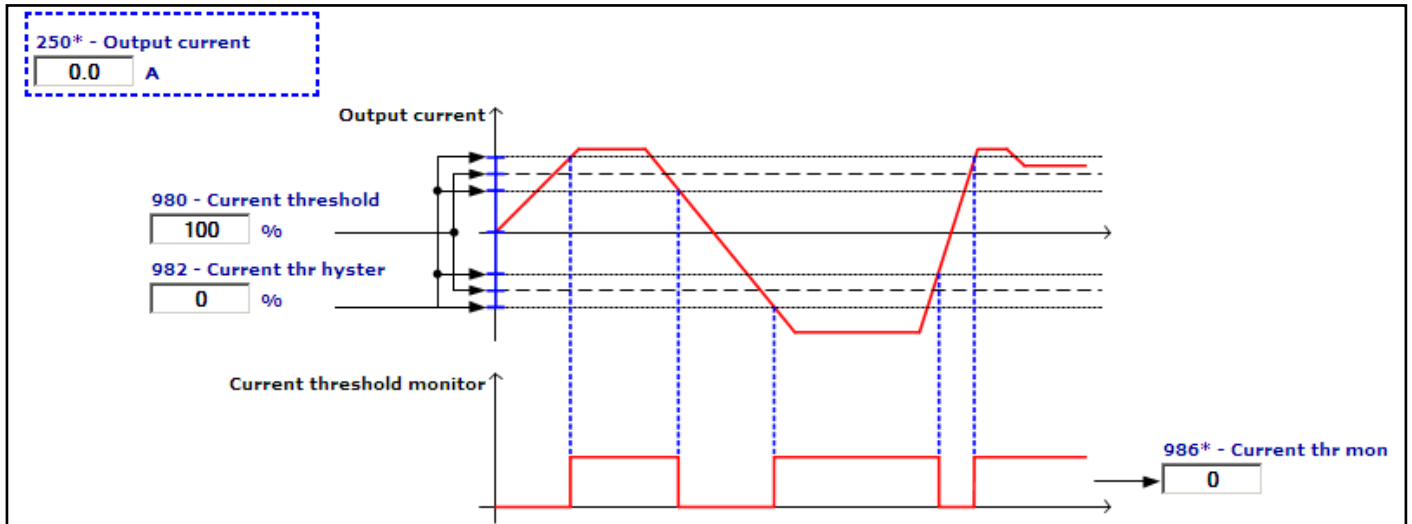 250* - Output current
0.0 A
Output current
980 - Current threshold
100 %
982 - Current thr hyster
0 %
Current threshold monitor
986* - Current thr mon
0